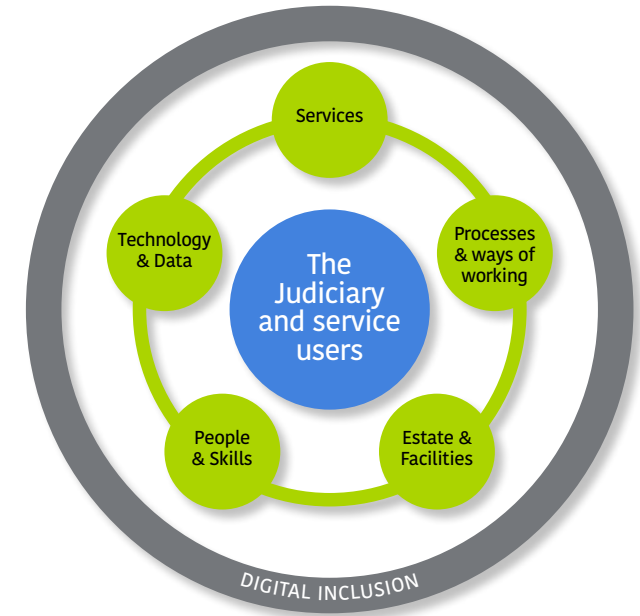 Services
Technology
& Data
Processes
& ways of
working
The
Judiciary
and service
users
People
& Skills
Estate &
Facilities
DIGITAL INCLUSION